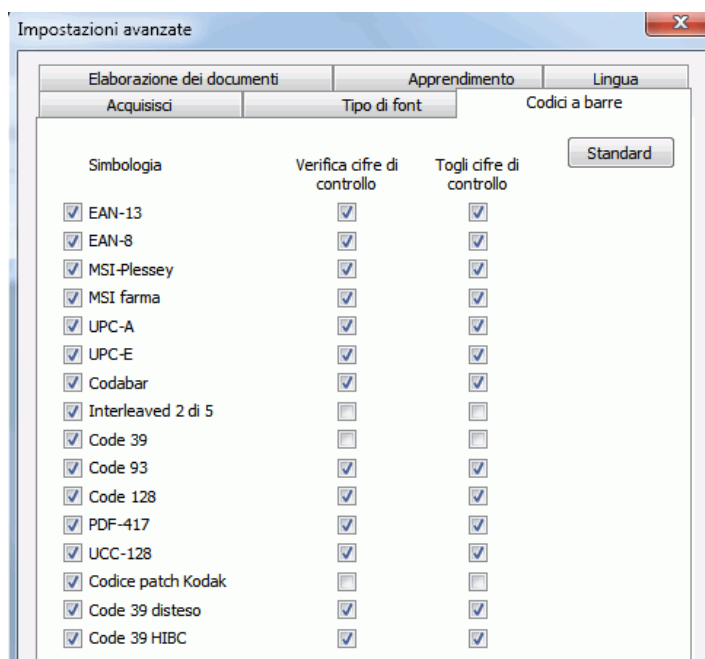 Impostazioni avanzate
Elaborazione dei documenti Apprendimento Lingua
Acquisisci Tipo di font Codici a barre
Standard
Simbologia Verifica cifre di controllo Togli cifre di controllo
EAN-13
EAN-8
MSI-Plessey
MSI farma
UPC-A
UPC-E
Codabar
Interleaved 2 di 5
Code 39
Code 93
Code 128
PDF-417
UCC-128
Codice patch Kodak
Code 39 disteso
Code 39 HIBC